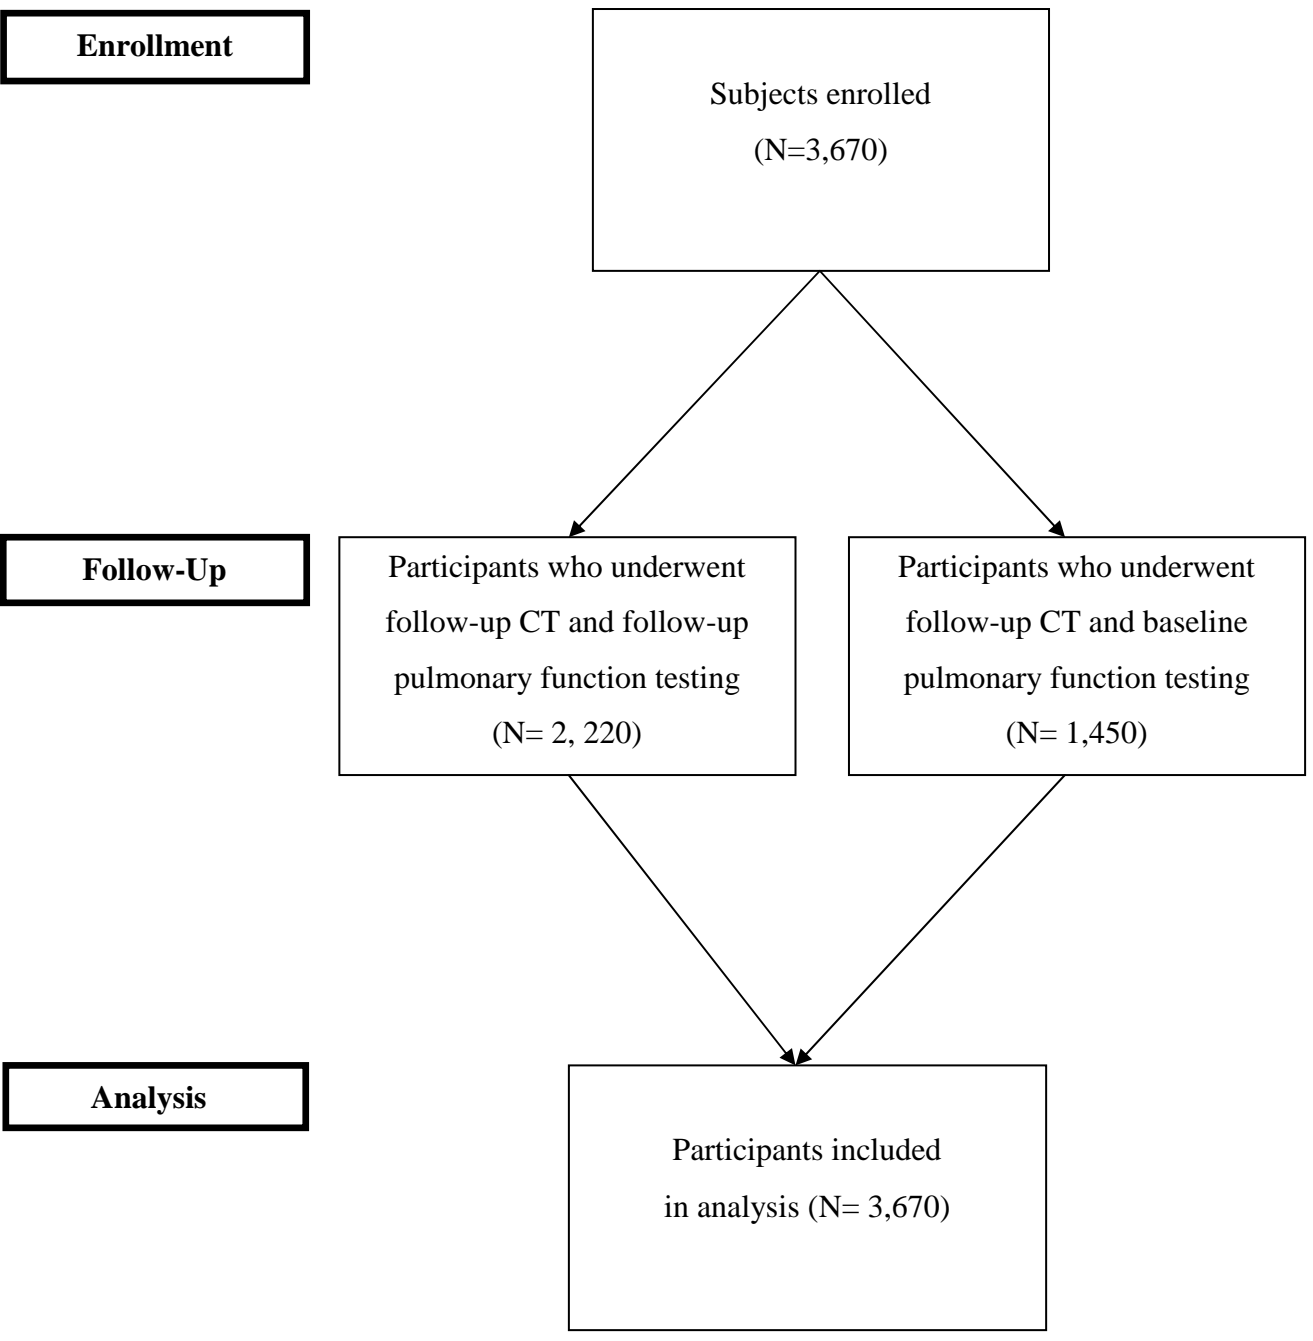 Enrollment
Subjects enrolled
(N=3,670)
Follow-Up
Participants who underwent
follow-up CT and follow-up
pulmonary function testing
(N= 2, 220)
Participants who underwent
follow-up CT and baseline
pulmonary function testing
(N= 1,450)
Analysis
Participants included
in analysis (N= 3,670)